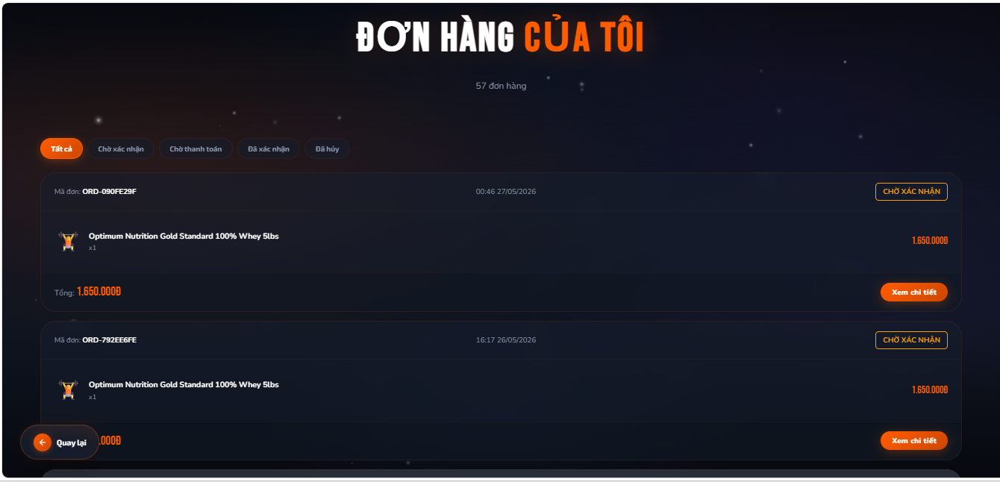 ĐƠN HÀNG CỦA TÔI
57 đơn hàng
Tất cả Chờ xác nhận Chờ thanh toán Đã xác nhận Đã hủy
Mã đơn: ORD-090FE29F 00:46 27/05/2026 CHỜ XÁC NHẬN
Optimum Nutrition Gold Standard 100% Whey 5lbs
x1
1.650.000Đ
Tổng: 1.650.000Đ Xem chi tiết
Mã đơn: ORD-792EE6FE 16:17 26/05/2026 CHỜ XÁC NHẬN
Optimum Nutrition Gold Standard 100% Whey 5lbs
x1
1.650.000Đ
Quay lại .000Đ Xem chi tiết